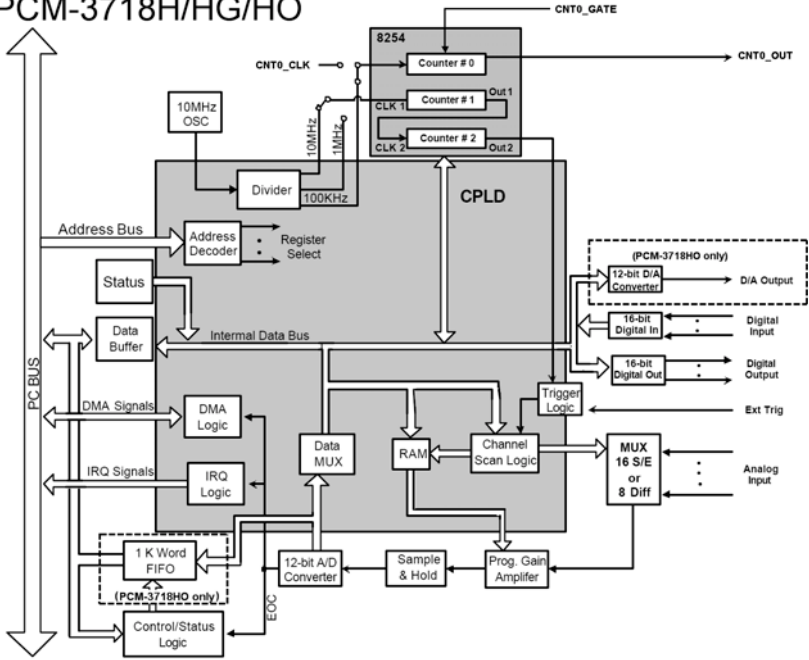 PCM-3718H/HG/HO
CNT0_GATE
8254
CNT0_CLK
Counter # 0
CNT0_OUT
Counter # 1
Out 1
CLK 1
Counter # 2
CLK 2
Out 2
10MHz
OSC
10MHz
1MHz
Divider
100KHz
CPLD
Address Bus
Address
Decoder
Register
Select
(PCM-3718HO only)
12-bit D/A
Converter
D/A Output
Status
Data
Buffer
Internal Data Bus
16-bit
Digital In
Digital
Input
16-bit
Digital Out
Digital
Output
PC BUS
DMA Signals
DMA
Logic
Trigger
Logic
Ext Trig
Data
MUX
RAM
Channel
Scan Logic
MUX
16 S/E
or
8 Diff
Analog
Input
IRQ Signals
IRQ
Logic
1 K Word
FIFO
(PCM-3718HO only)
12-bit A/D
Converter
Sample
& Hold
Prog. Gain
Amplifer
EOC
Control/Status
Logic